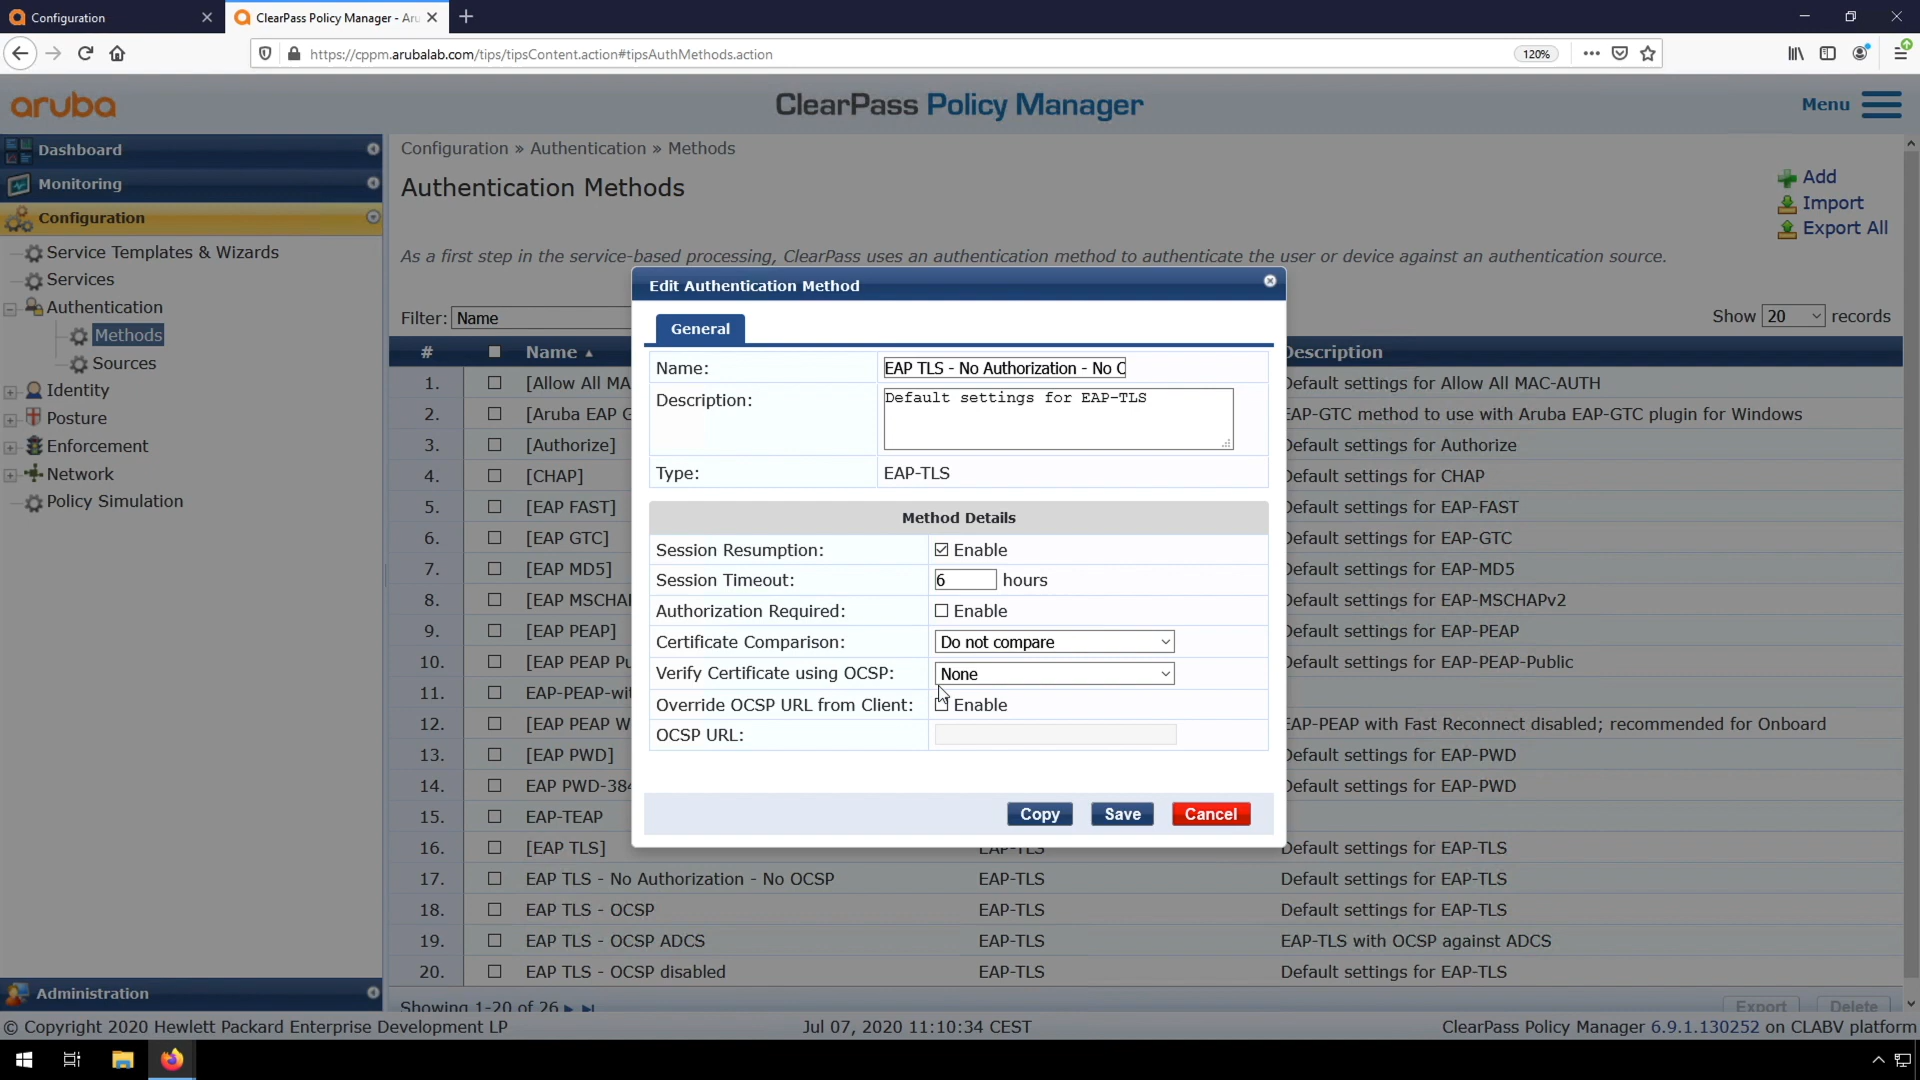 Configuration
ClearPass Policy Manager - Aru
https://cppm.arubalab.com/tips/tipsContent.action#tipsAuthMethods.action
120%
aruba
ClearPass Policy Manager
Menu
Dashboard
Monitoring
Configuration
Service Templates & Wizards
Services
Authentication
Methods
Sources
Identity
Posture
Enforcement
Network
Policy Simulation
Administration
Configuration » Authentication » Methods
Authentication Methods
Add
Import
Export All
As a first step in the service-based processing, ClearPass uses an authentication method to authenticate the user or device against an authentication source.
Filter: Name
Show 20 records
# Name Description
1. [Allow All MA Default settings for Allow All MAC-AUTH
2. [Aruba EAP G EAP-GTC method to use with Aruba EAP-GTC plugin for Windows
3. [Authorize] Default settings for Authorize
4. [CHAP] Default settings for CHAP
5. [EAP FAST] Default settings for EAP-FAST
6. [EAP GTC] Default settings for EAP-GTC
7. [EAP MD5] Default settings for EAP-MD5
8. [EAP MSCHA Default settings for EAP-MSCHAPv2
9. [EAP PEAP] Default settings for EAP-PEAP
10. [EAP PEAP Pu Default settings for EAP-PEAP-Public
11. EAP-PEAP-wi
12. [EAP PEAP W EAP-PEAP with Fast Reconnect disabled; recommended for Onboard
13. [EAP PWD] Default settings for EAP-PWD
14. EAP PWD-384 Default settings for EAP-PWD
15. EAP-TEAP
16. [EAP TLS] EAP-TLS Default settings for EAP-TLS
17. EAP TLS - No Authorization - No OCSP EAP-TLS Default settings for EAP-TLS
18. EAP TLS - OCSP EAP-TLS Default settings for EAP-TLS
19. EAP TLS - OCSP ADCS EAP-TLS EAP-TLS with OCSP against ADCS
20. EAP TLS - OCSP disabled EAP-TLS Default settings for EAP-TLS
Showing 1-20 of 26
Export Delete
Edit Authentication Method
General
Name: EAP TLS - No Authorization - No C
Description: Default settings for EAP-TLS
Type: EAP-TLS
Method Details
Session Resumption: Enable
Session Timeout: 6 hours
Authorization Required: Enable
Certificate Comparison: Do not compare
Verify Certificate using OCSP: None
Override OCSP URL from Client: Enable
OCSP URL:
Copy Save Cancel
© Copyright 2020 Hewlett Packard Enterprise Development LP
Jul 07, 2020 11:10:34 CEST
ClearPass Policy Manager 6.9.1.130252 on CLABV platform